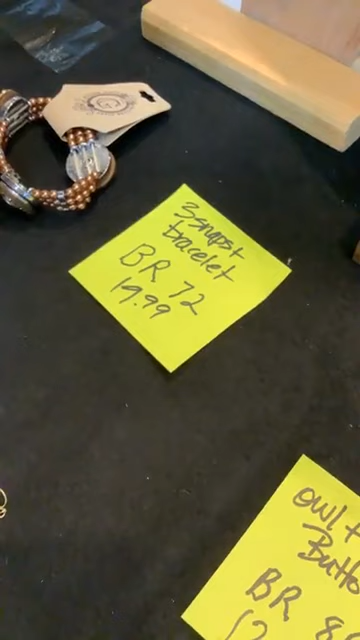 3 snaps +
bracelet
BR 72
19.99
owl +
Butto
BR 8